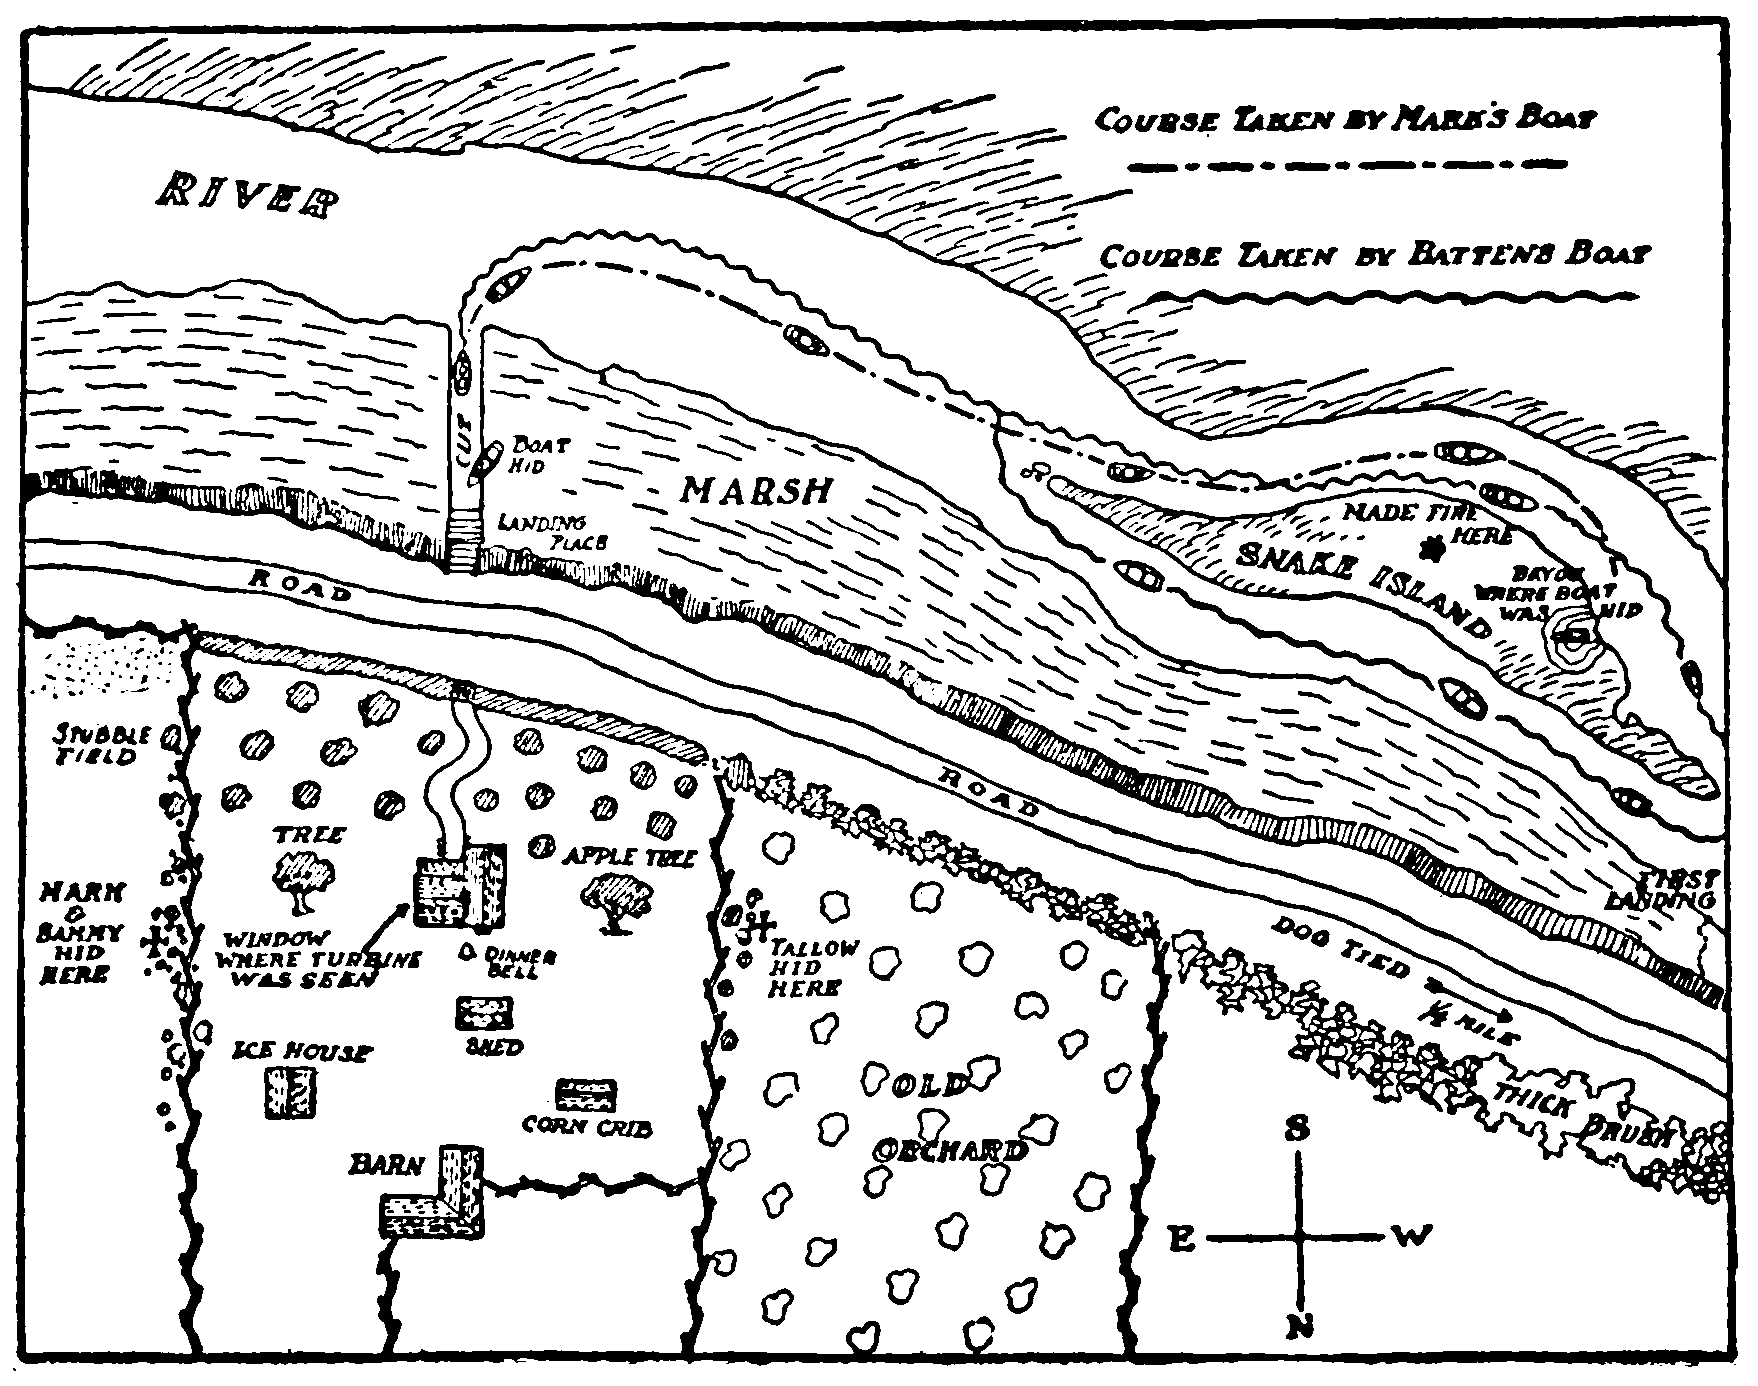 COURSE TAKEN BY MARK'S BOAT
RIVER
COURSE TAKEN BY BATTEN'S BOAT
CUT
BOAT
HID
MARSH
LANDING
PLACE
MADE FIRE
HERE
SNAKE ISLAND
BAYOU
WHERE BOAT
WAS HID
ROAD
STUBBLE
FIELD
ROAD
TREE
APPLE TREE
MARK
&
SAMMY
HID
HERE
WINDOW
WHERE TURBINE
WAS SEEN
DINNER
BELL
TALLOW
HID
HERE
FIRST
LANDING
DOG TIED
1/4 MILE
SHED
ICE HOUSE
CORN CRIB
BARN
OLD
ORCHARD
THICK BRUSH
S
E W
N